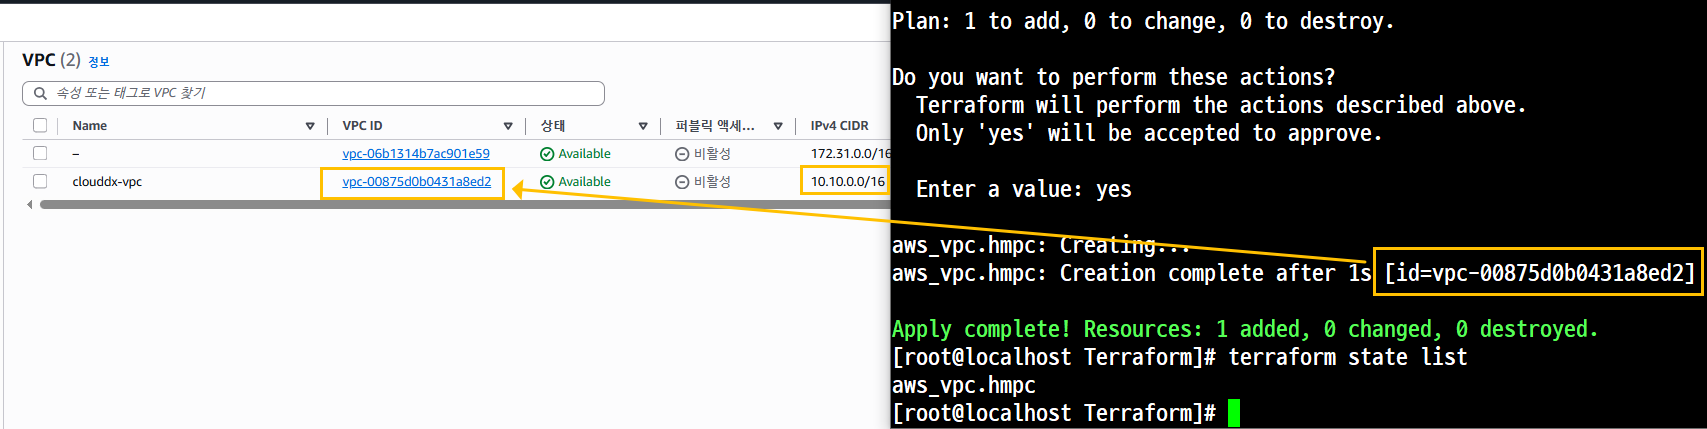 VPC (2) 정보
속성 또는 태그로 VPC 찾기
Name VPC ID 상태 퍼블릭 액세... IPv4 CIDR
– vpc-06b1314b7ac901e59 Available 비활성 172.31.0.0/16
clouddx-vpc vpc-00875d0b0431a8ed2 Available 비활성 10.10.0.0/16
Plan: 1 to add, 0 to change, 0 to destroy.
Do you want to perform these actions?
Terraform will perform the actions described above.
Only 'yes' will be accepted to approve.
Enter a value: yes
aws_vpc.hmpc: Creating...
aws_vpc.hmpc: Creation complete after 1s [id=vpc-00875d0b0431a8ed2]
Apply complete! Resources: 1 added, 0 changed, 0 destroyed.
[root@localhost Terraform]# terraform state list
aws_vpc.hmpc
[root@localhost Terraform]#